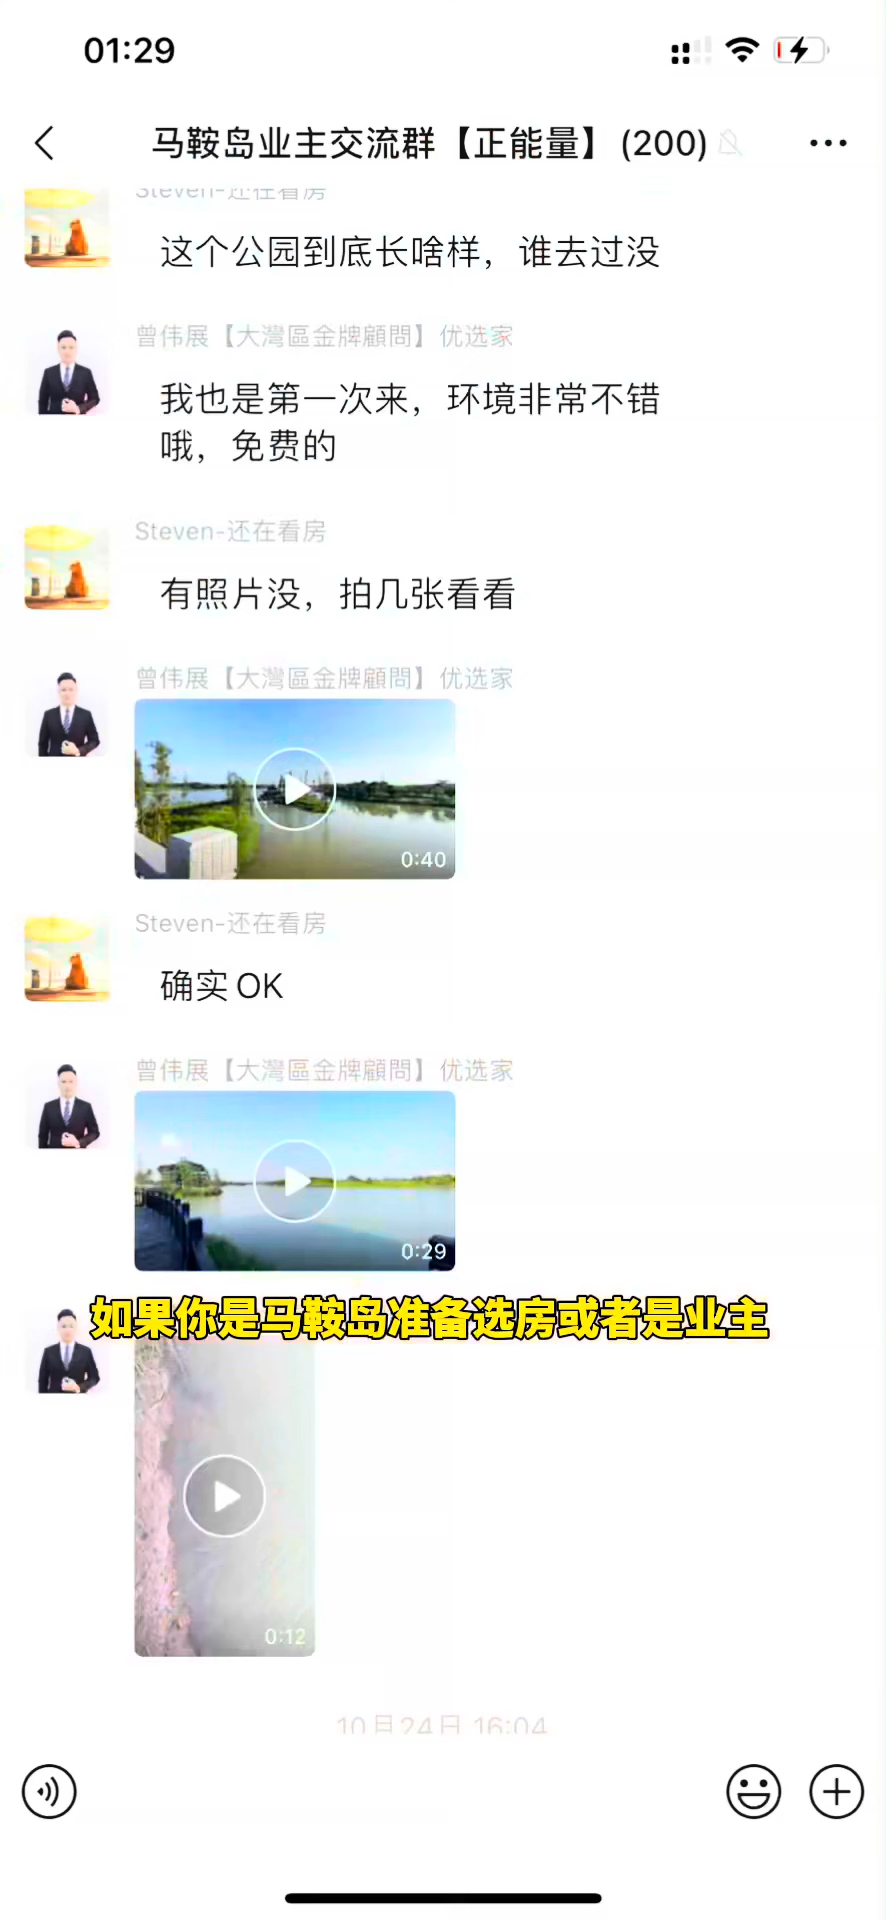 01:29
马鞍岛业主交流群【正能量】(200)
Steven-还在看房
这个公园到底长啥样，谁去过没
曾伟展【大灣區金牌顧問】优选家
我也是第一次来，环境非常不错
哦，免费的
Steven-还在看房
有照片没，拍几张看看
曾伟展【大灣區金牌顧問】优选家
0:40
Steven-还在看房
确实OK
曾伟展【大灣區金牌顧問】优选家
0:29
如果你是马鞍岛准备选房或者是业主
0:12
10月24日 16:04